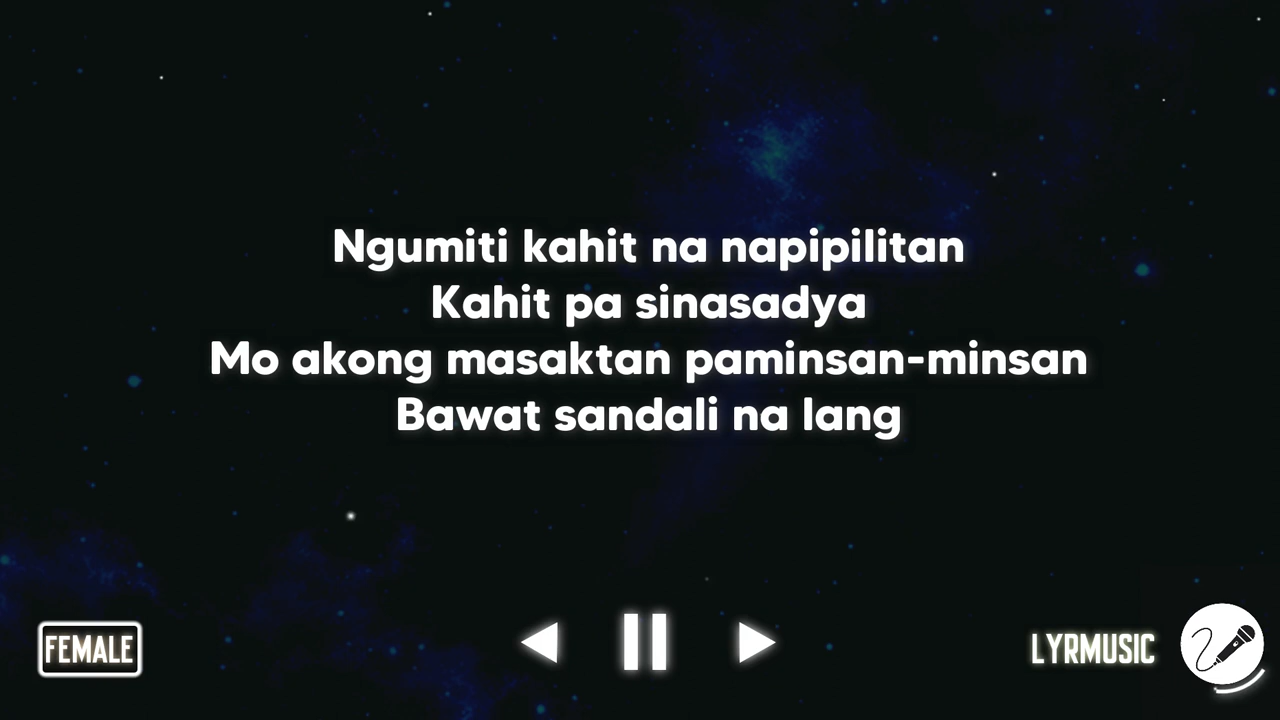 Ngumiti kahit na napipilitan
Kahit pa sinasadya
Mo akong masaktan paminsan-minsan
Bawat sandali na lang
FEMALE
LYRMUSIC